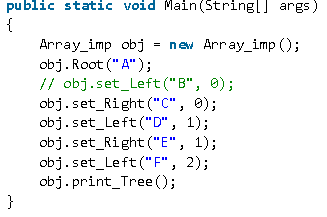 public static void Main(String[] args)
{
    Array_imp obj = new Array_imp();
    obj.Root("A");
    // obj.set_Left("B", 0);
    obj.set_Right("C", 0);
    obj.set_Left("D", 1);
    obj.set_Right("E", 1);
    obj.set_Left("F", 2);
    obj.print_Tree();
}